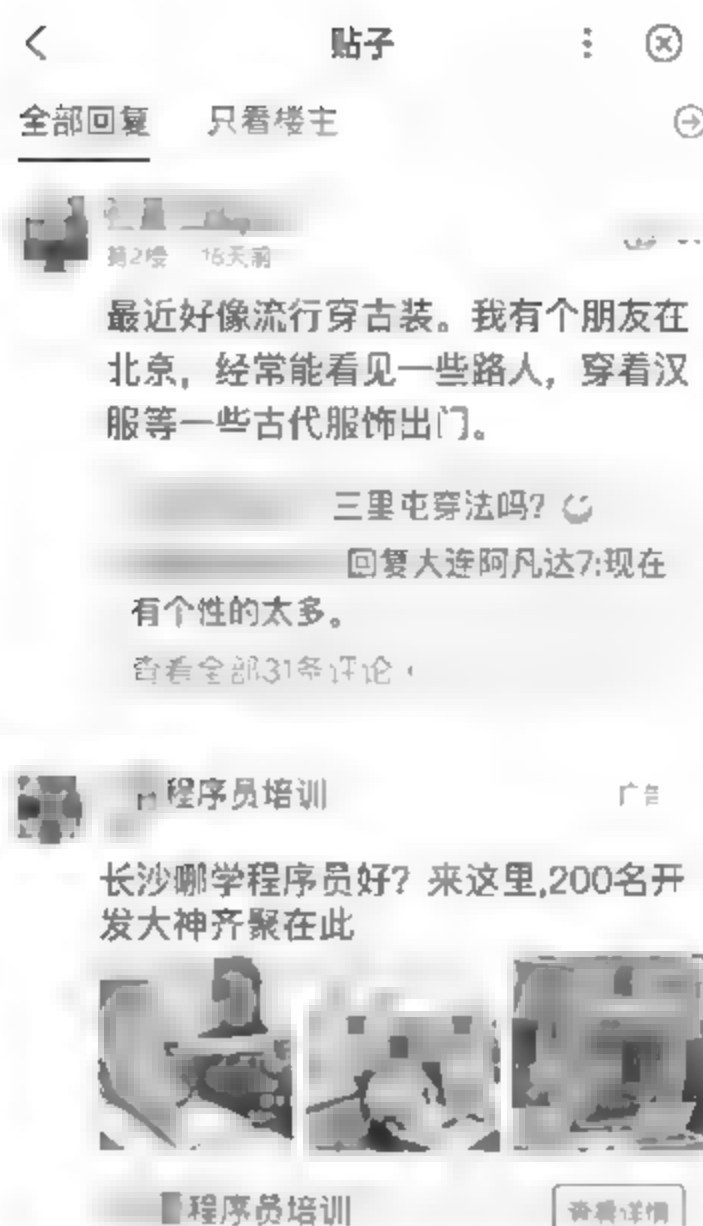 贴子
全部回复 只看楼主
第2楼 16天前
最近好像流行穿古装。我有个朋友在
北京，经常能看见一些路人，穿着汉
服等一些古代服饰出门。
三里屯穿法吗?
回复大连阿凡达7:现在
有个性的太多。
查看全部31条评论
程序员培训
广告
长沙哪学程序员好？来这里,200名开
发大神齐聚在此
程序员培训
查看详情